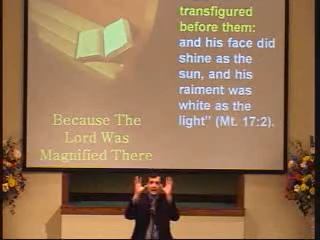 transfigured
before them:
and his face did
shine as the
sun, and his
raiment was
white as the
light" (Mt. 17:2).
Because The
Lord Was
Magnified There